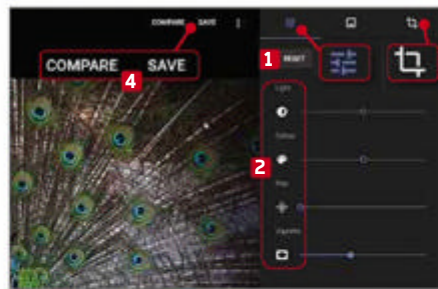 COMPARE SAVE
COMPARE SAVE
4
1
RESET
2
Light
Colour
Pop
Vignette